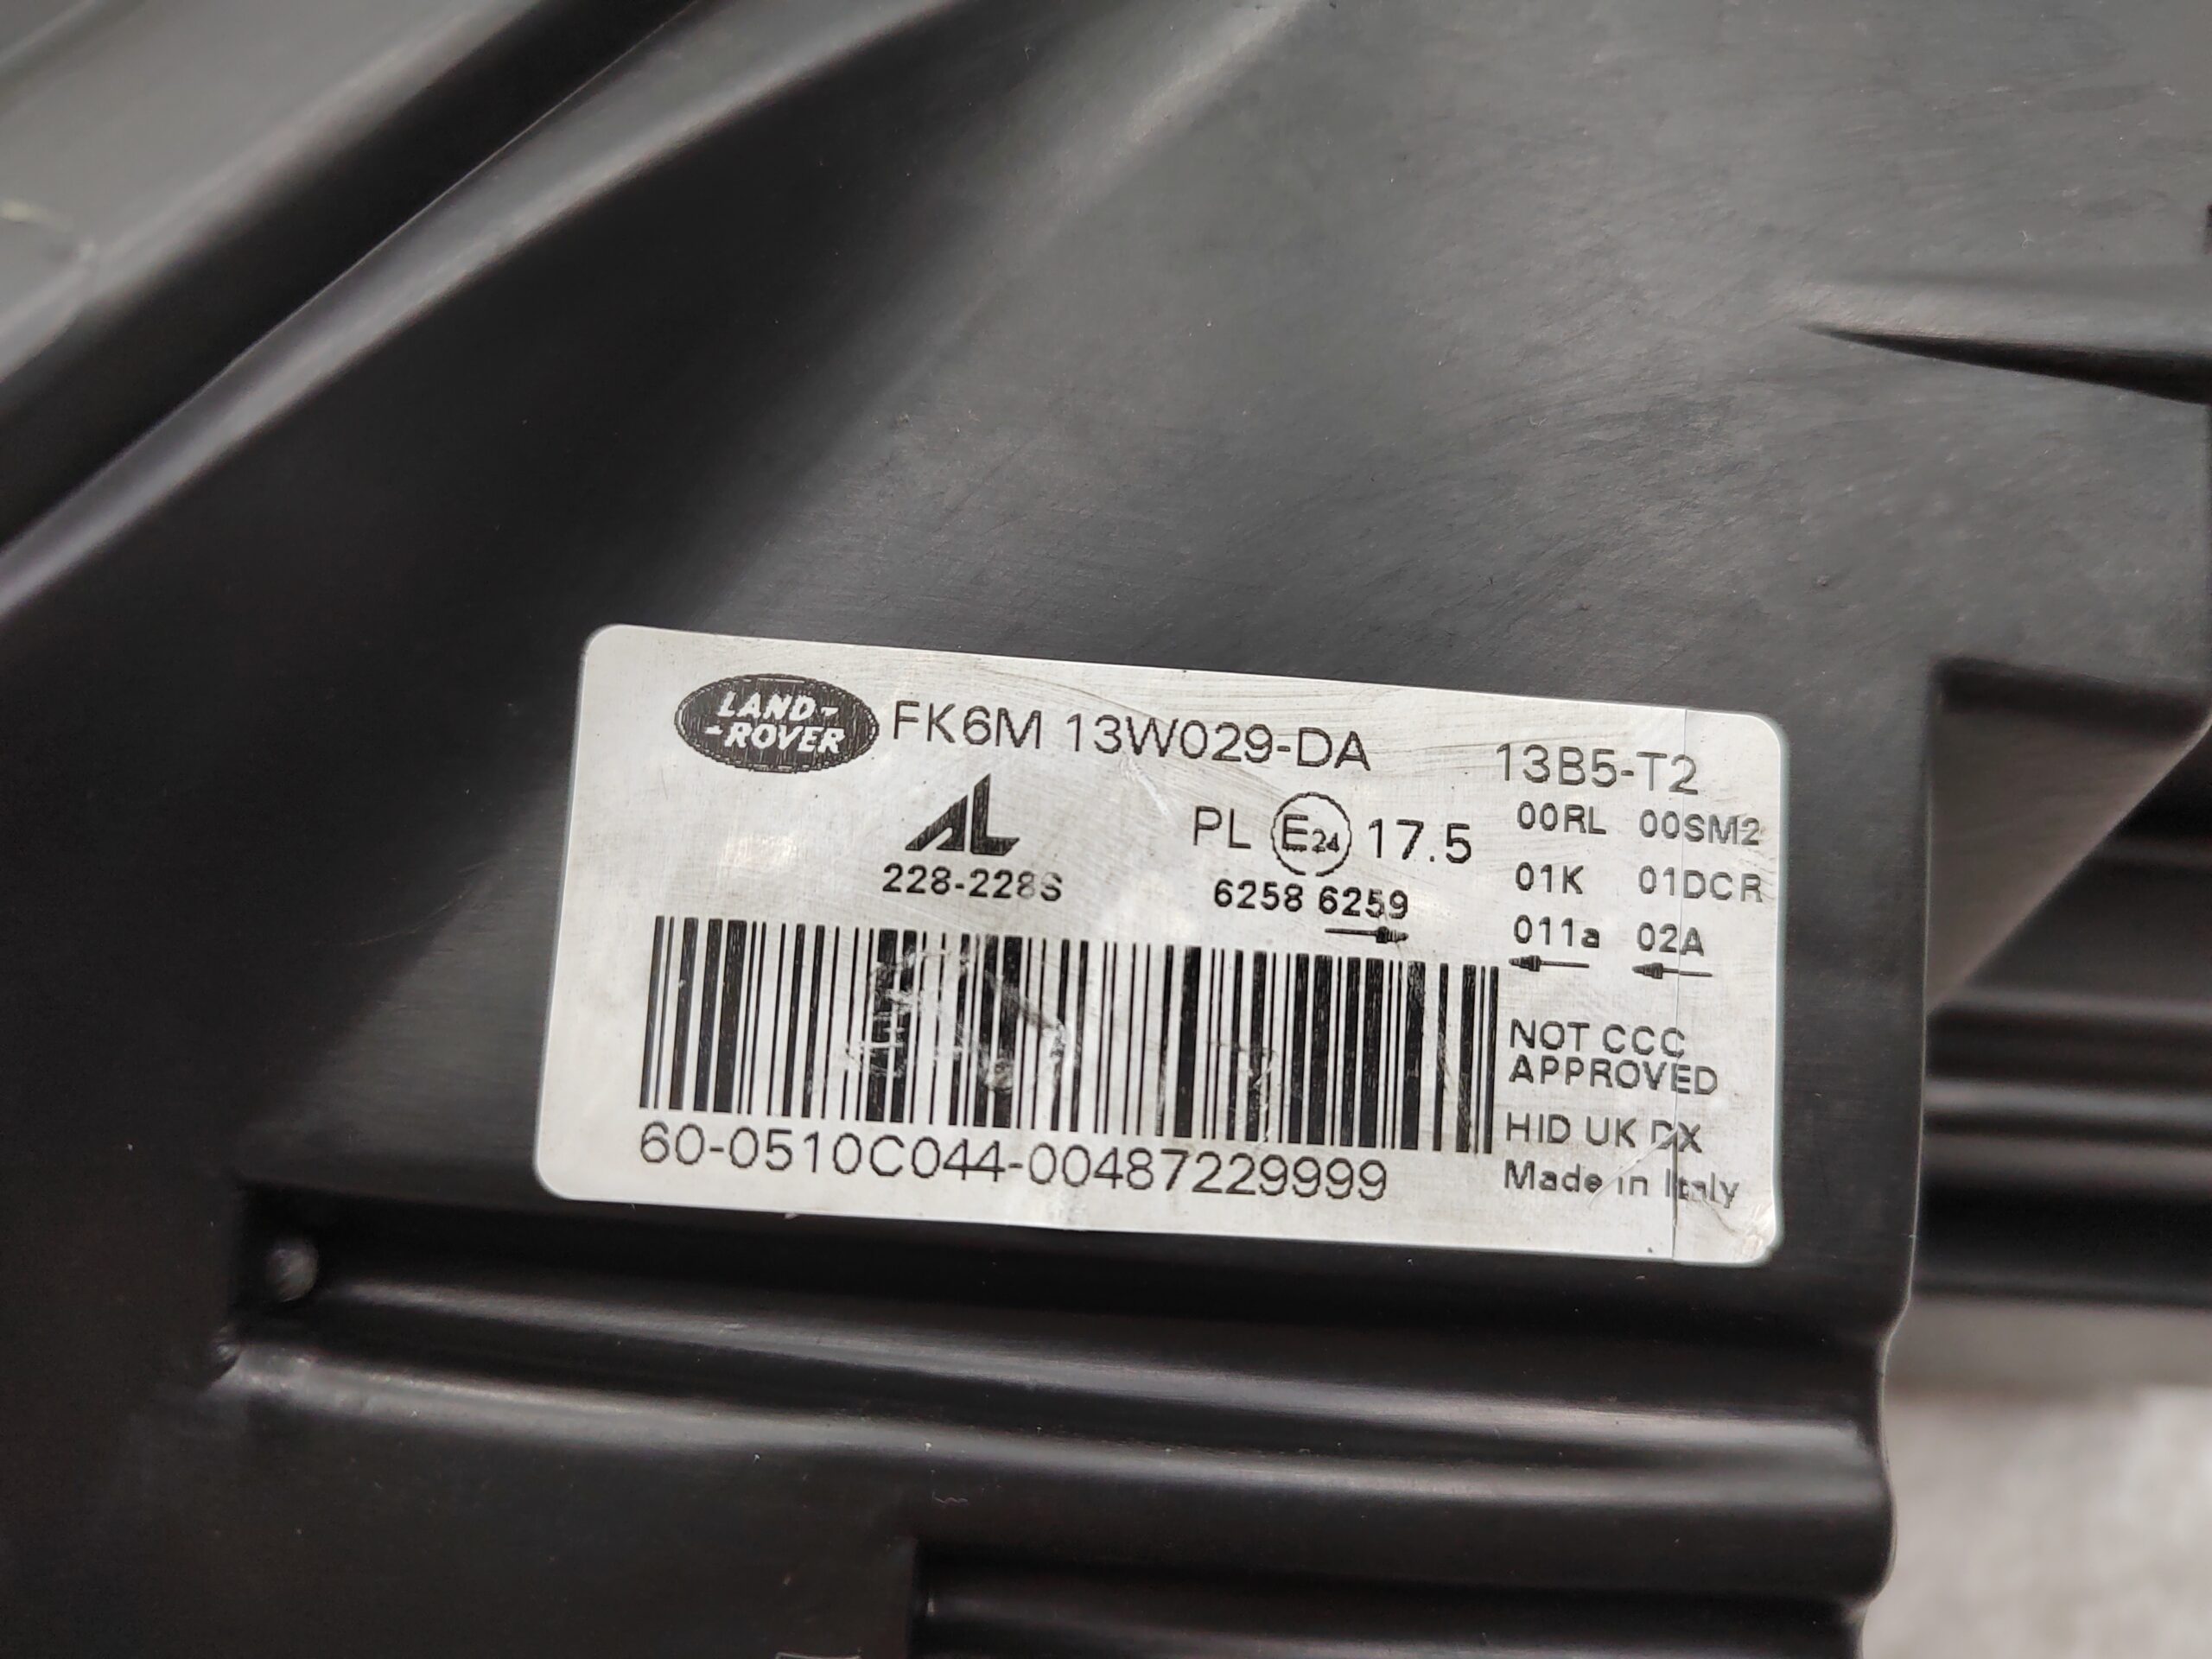 LAND-
-ROVER
FK6M 13W029-DA
13B5-T2
AL
PL E24 17.5
00RL 00SM2
228-228S
6258 6259
01K 01DCR
011a 02A
NOT CCC
APPROVED
HID UK DX
Made in Italy
60-0510C044-00487229999